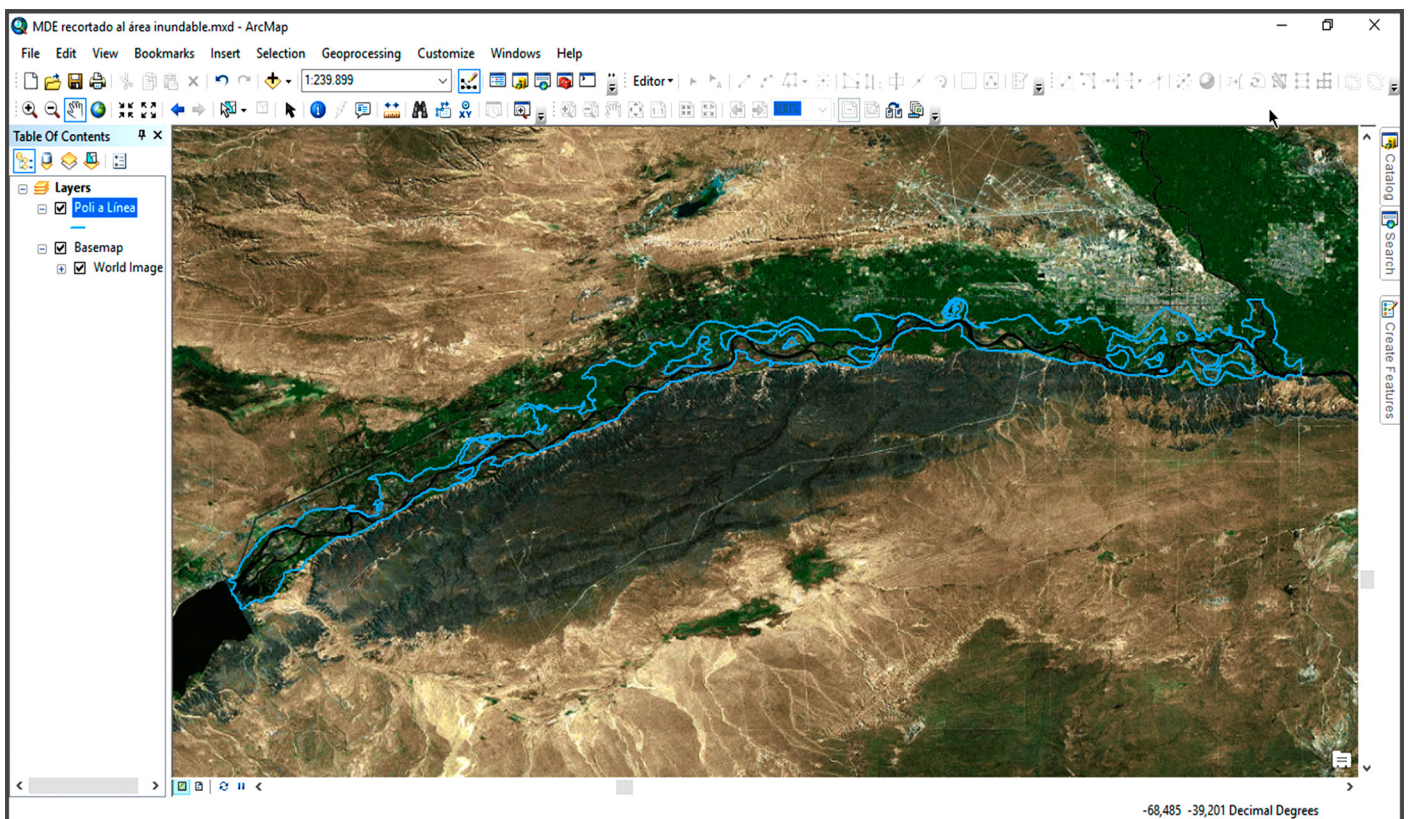 MDE recortado al área inundable.mxd - ArcMap
File Edit View Bookmarks Insert Selection Geoprocessing Customize Windows Help
1:239.899
Editor
Table Of Contents
Layers
Poli a Línea
Basemap
World Image
Catalog
Search
Create Features
-68,485 -39,201 Decimal Degrees